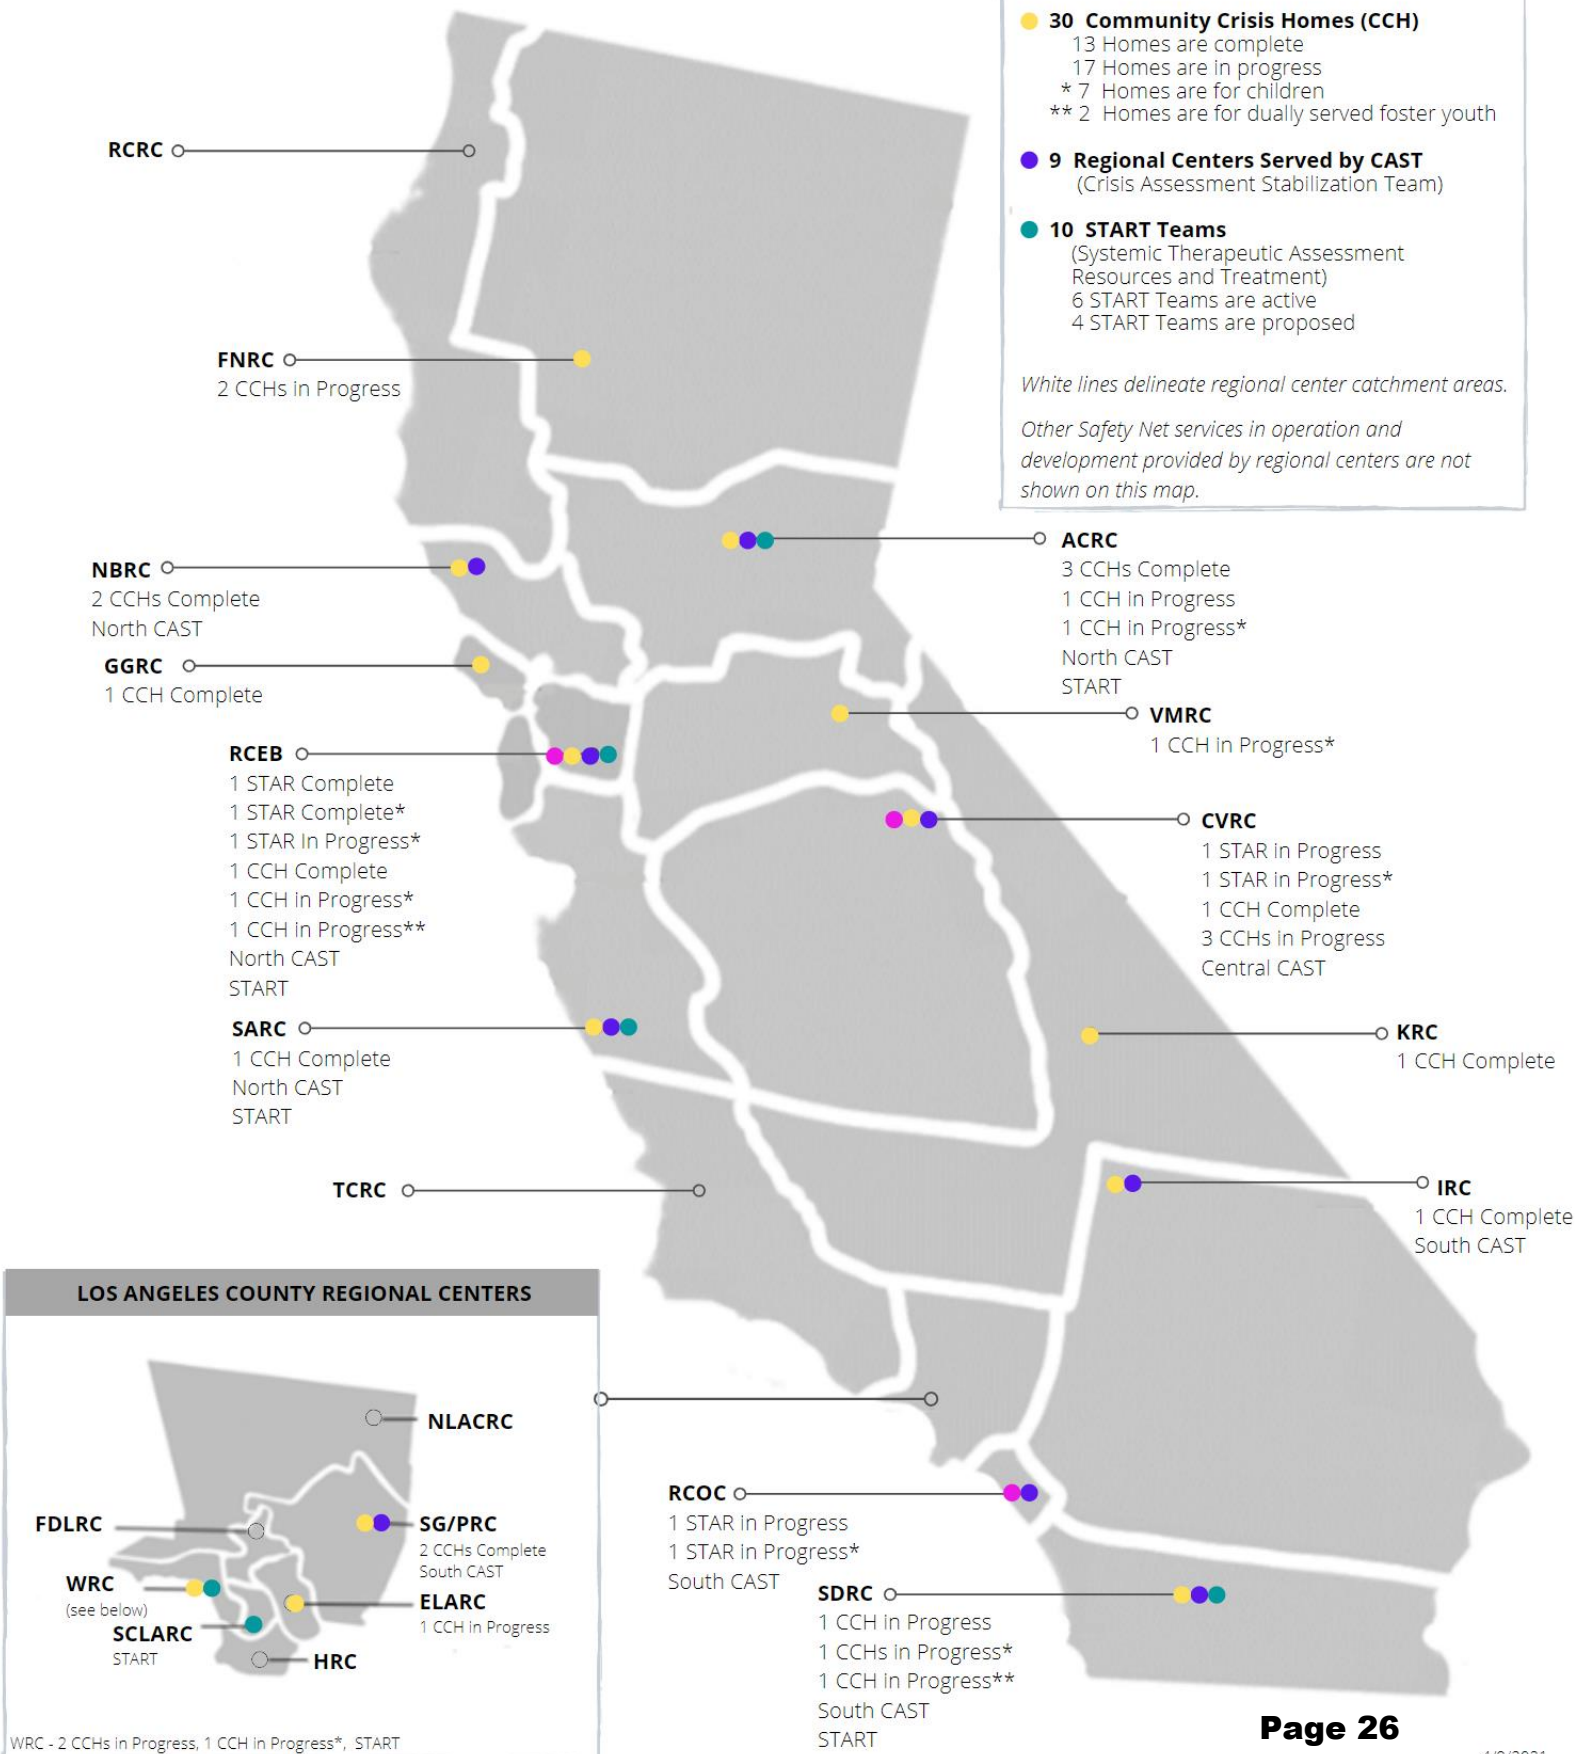 30 Community Crisis Homes (CCH)
13 Homes are complete
17 Homes are in progress
* 7 Homes are for children
** 2 Homes are for dually served foster youth
9 Regional Centers Served by CAST
(Crisis Assessment Stabilization Team)
10 START Teams
(Systemic Therapeutic Assessment
Resources and Treatment)
6 START Teams are active
4 START Teams are proposed
White lines delineate regional center catchment areas.
Other Safety Net services in operation and
development provided by regional centers are not
shown on this map.
RCRC
FNRC
2 CCHs in Progress
NBRC
2 CCHs Complete
North CAST
GGRC
1 CCH Complete
RCEB
1 STAR Complete
1 STAR Complete*
1 STAR In Progress*
1 CCH Complete
1 CCH in Progress*
1 CCH in Progress**
North CAST
START
SARC
1 CCH Complete
North CAST
START
TCRC
ACRC
3 CCHs Complete
1 CCH in Progress
1 CCH in Progress*
North CAST
START
VMRC
1 CCH in Progress*
CVRC
1 STAR in Progress
1 STAR in Progress*
1 CCH Complete
3 CCHs in Progress
Central CAST
KRC
1 CCH Complete
IRC
1 CCH Complete
South CAST
LOS ANGELES COUNTY REGIONAL CENTERS
NLACRC
FDLRC
SG/PRC
2 CCHs Complete
South CAST
WRC
(see below)
ELARC
1 CCH in Progress
SCLARC
START
HRC
WRC - 2 CCHs in Progress, 1 CCH in Progress*, START
RCOC
1 STAR in Progress
1 STAR in Progress*
South CAST
SDRC
1 CCH in Progress
1 CCHs in Progress*
1 CCH in Progress**
South CAST
START
Page 26